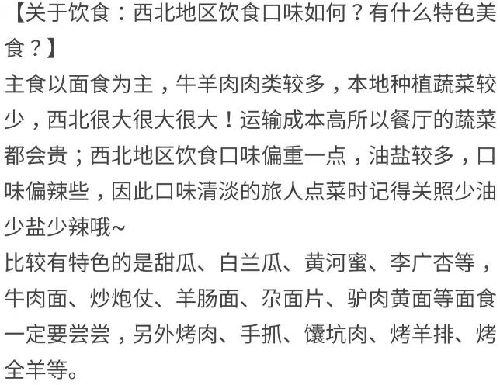 【关于饮食：西北地区饮食口味如何？有什么特色美
食？】
主食以面食为主，牛羊肉肉类较多，本地种植蔬菜较
少，西北很大很大很大！运输成本高所以餐厅的蔬菜
都会贵；西北地区饮食口味偏重一点，油盐较多，口
味偏辣些，因此口味清淡的旅人点菜时记得关照少油
少盐少辣哦~
比较有特色的是甜瓜、白兰瓜、黄河蜜、李广杏等，
牛肉面、炒炮仗、羊肠面、尕面片、驴肉黄面等面食
一定要尝尝，另外烤肉、手抓、馕坑肉、烤羊排、烤
全羊等。